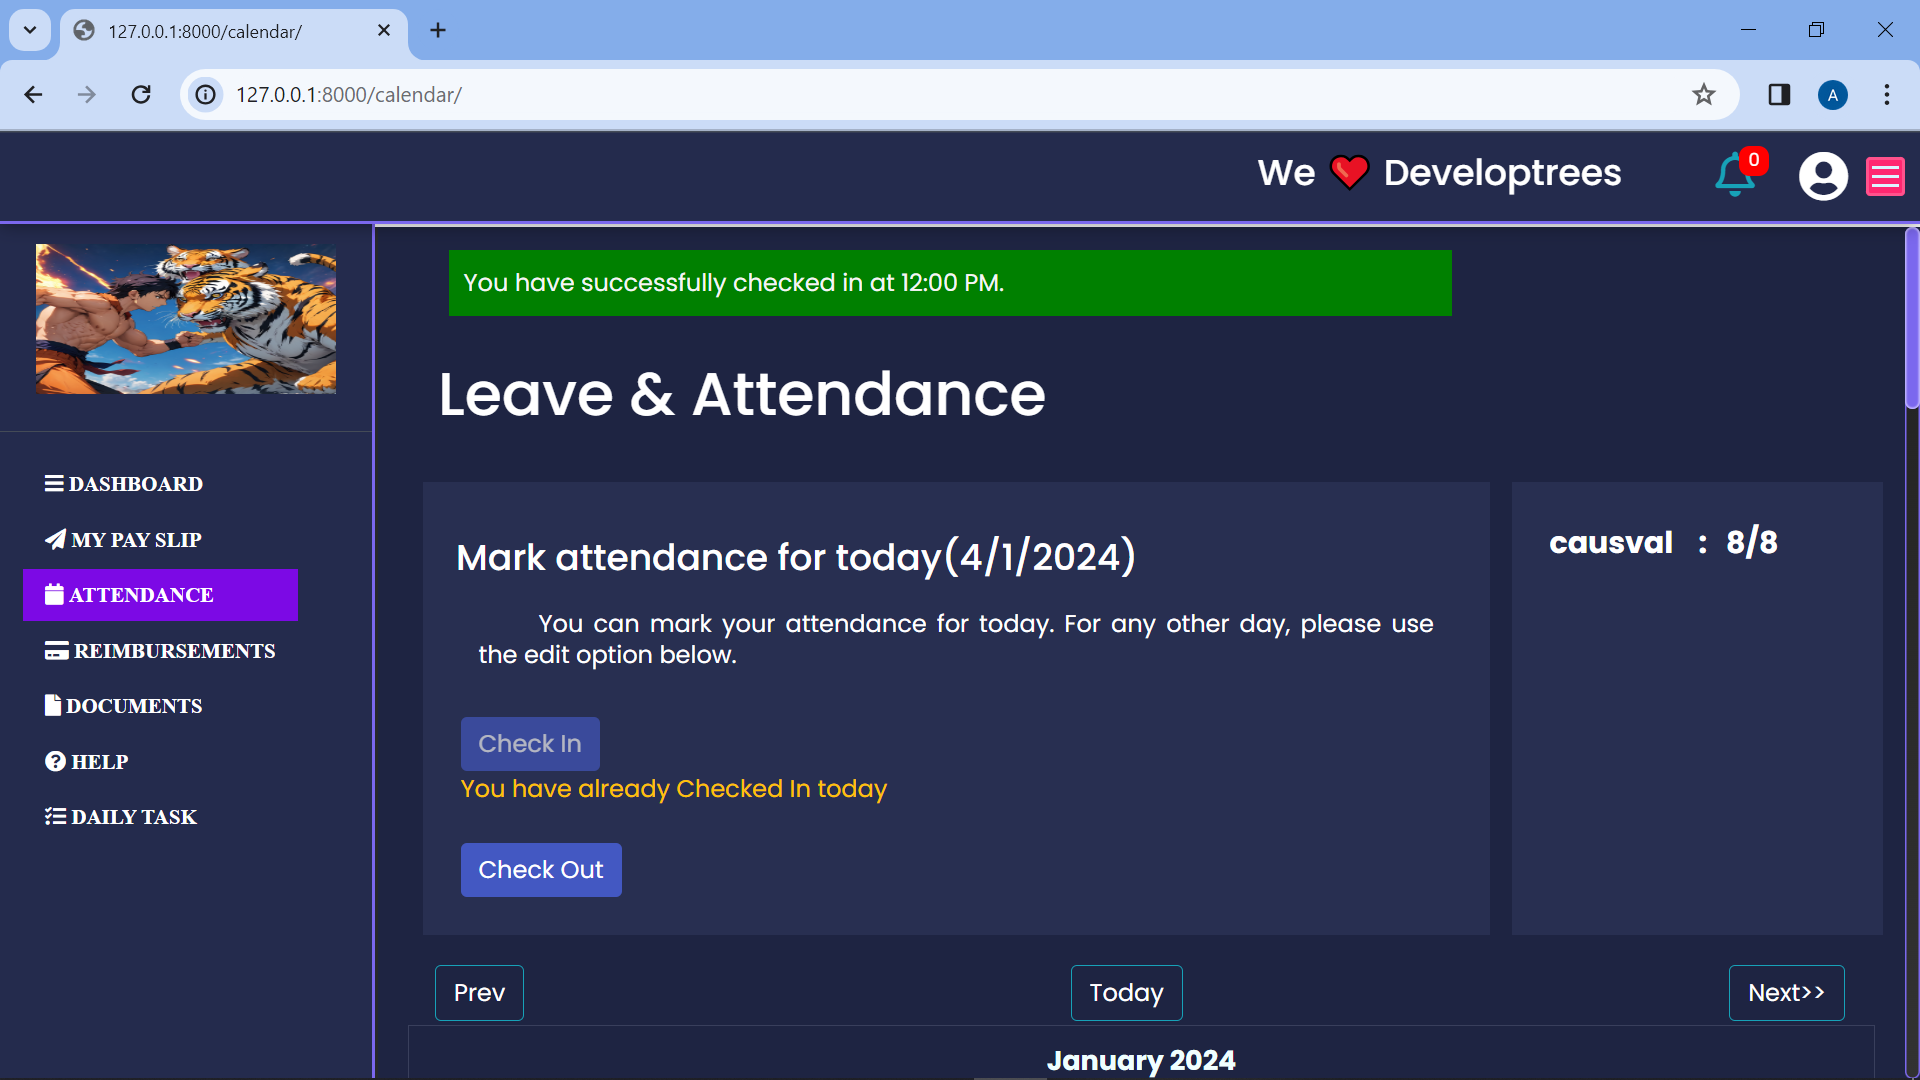 127.0.0.1:8000/calendar/
127.0.0.1:8000/calendar/
A
We ❤ Developtrees
0
You have successfully checked in at 12:00 PM.
Leave & Attendance
DASHBOARD
MY PAY SLIP
ATTENDANCE
REIMBURSEMENTS
DOCUMENTS
HELP
DAILY TASK
Mark attendance for today(4/1/2024)
You can mark your attendance for today. For any other day, please use
the edit option below.
Check In
You have already Checked In today
Check Out
causval : 8/8
Prev
Today
Next>>
January 2024